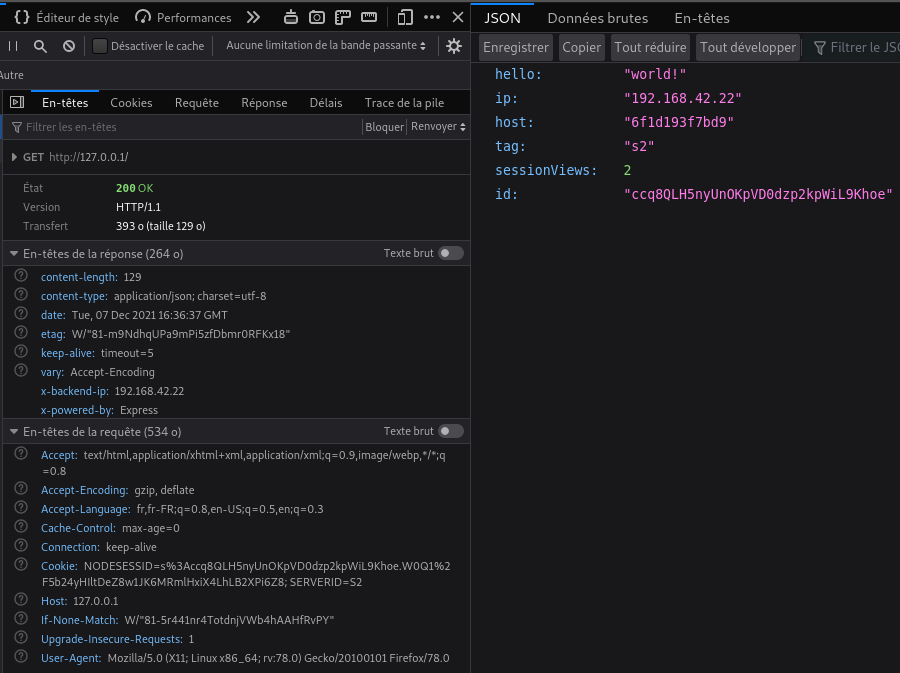 {} Éditeur de style Performances
Désactiver le cache Aucune limitation de la bande passante
Autre
En-têtes Cookies Requête Réponse Délais Trace de la pile
Filtrer les en-têtes Bloquer Renvoyer
GET http://127.0.0.1/
État 200 OK
Version HTTP/1.1
Transfert 393 o (taille 129 o)
En-têtes de la réponse (264 o) Texte brut
content-length: 129
content-type: application/json; charset=utf-8
date: Tue, 07 Dec 2021 16:36:37 GMT
etag: W/"81-m9NdhqUPa9mPi5zfDbmr0RFKx18"
keep-alive: timeout=5
vary: Accept-Encoding
x-backend-ip: 192.168.42.22
x-powered-by: Express
En-têtes de la requête (534 o) Texte brut
Accept: text/html,application/xhtml+xml,application/xml;q=0.9,image/webp,*/*;q
=0.8
Accept-Encoding: gzip, deflate
Accept-Language: fr,fr-FR;q=0.8,en-US;q=0.5,en;q=0.3
Cache-Control: max-age=0
Connection: keep-alive
Cookie: NODESESSID=s%3Accq8QLH5nyUnOKpVD0dzp2kpWiL9Khoe.W0Q1%2
F5b24yHIltDeZ8w1JK6MRmlHxiX4LhLB2XPi6Z8; SERVERID=S2
Host: 127.0.0.1
If-None-Match: W/"81-5r441nr4TotdnjVWb4hAAHfRvPY"
Upgrade-Insecure-Requests: 1
User-Agent: Mozilla/5.0 (X11; Linux x86_64; rv:78.0) Gecko/20100101 Firefox/78.0
JSON Données brutes En-têtes
Enregistrer Copier Tout réduire Tout développer Filtrer le JSO
hello: "world!"
ip: "192.168.42.22"
host: "6f1d193f7bd9"
tag: "s2"
sessionViews: 2
id: "ccq8QLH5nyUnOKpVD0dzp2kpWiL9Khoe"